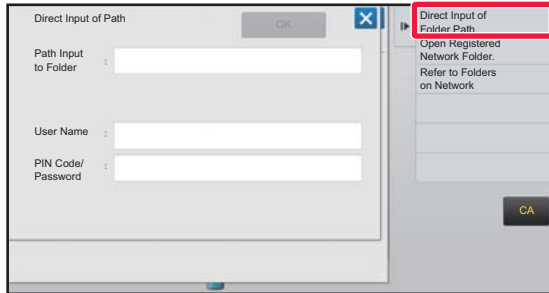 Direct Input of Path
OK
Path Input
to Folder :
User Name :
PIN Code/ :
Password
Direct Input of
Folder Path
Open Registered
Network Folder.
Refer to Folders
on Network
CA